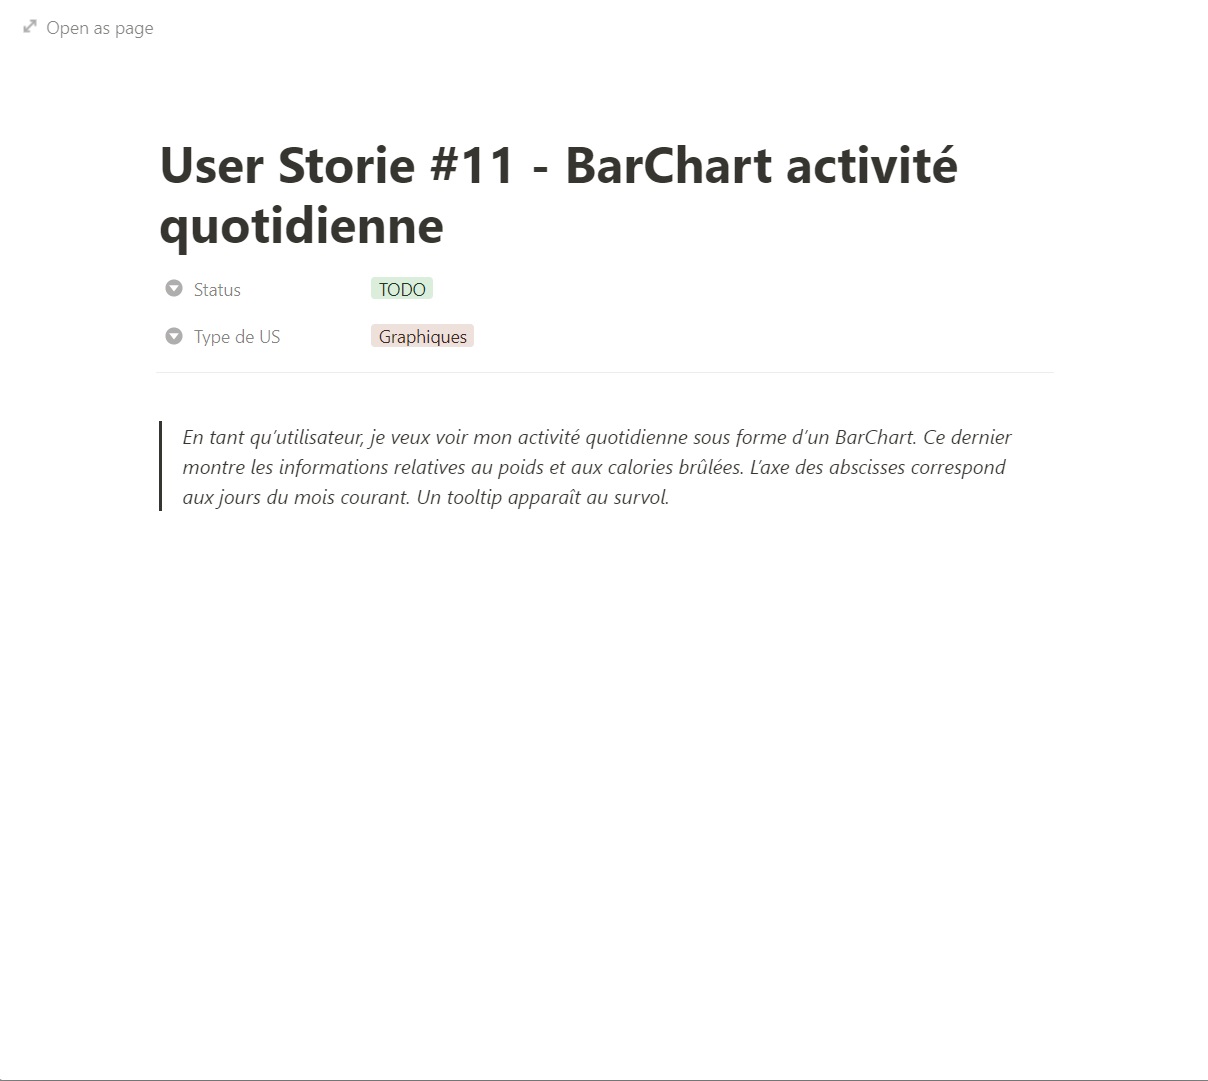 Open as page
User Storie #11 - BarChart activité
quotidienne
Status TODO
Type de US Graphiques
En tant qu’utilisateur, je veux voir mon activité quotidienne sous forme d’un BarChart. Ce dernier
montre les informations relatives au poids et aux calories brûlées. L’axe des abscisses correspond
aux jours du mois courant. Un tooltip apparaît au survol.